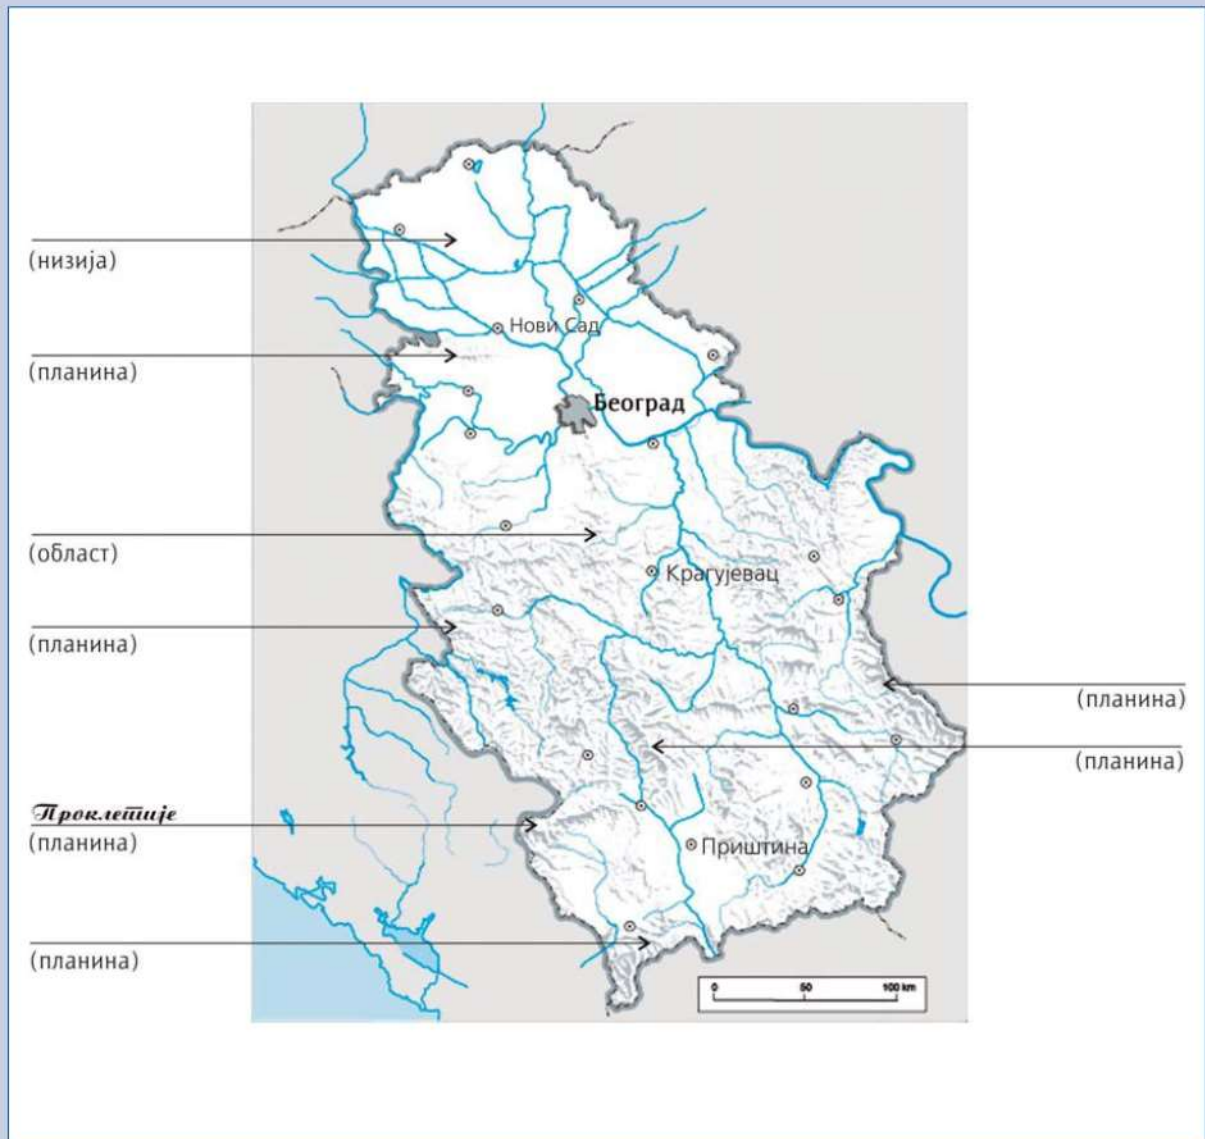 (низија)
Нови Сад
(планина)
Београд
(област)
Крагујевац
(планина)
(планина)
(планина)
Проклетије
(планина)
Приштина
(планина)
0 50 100 km